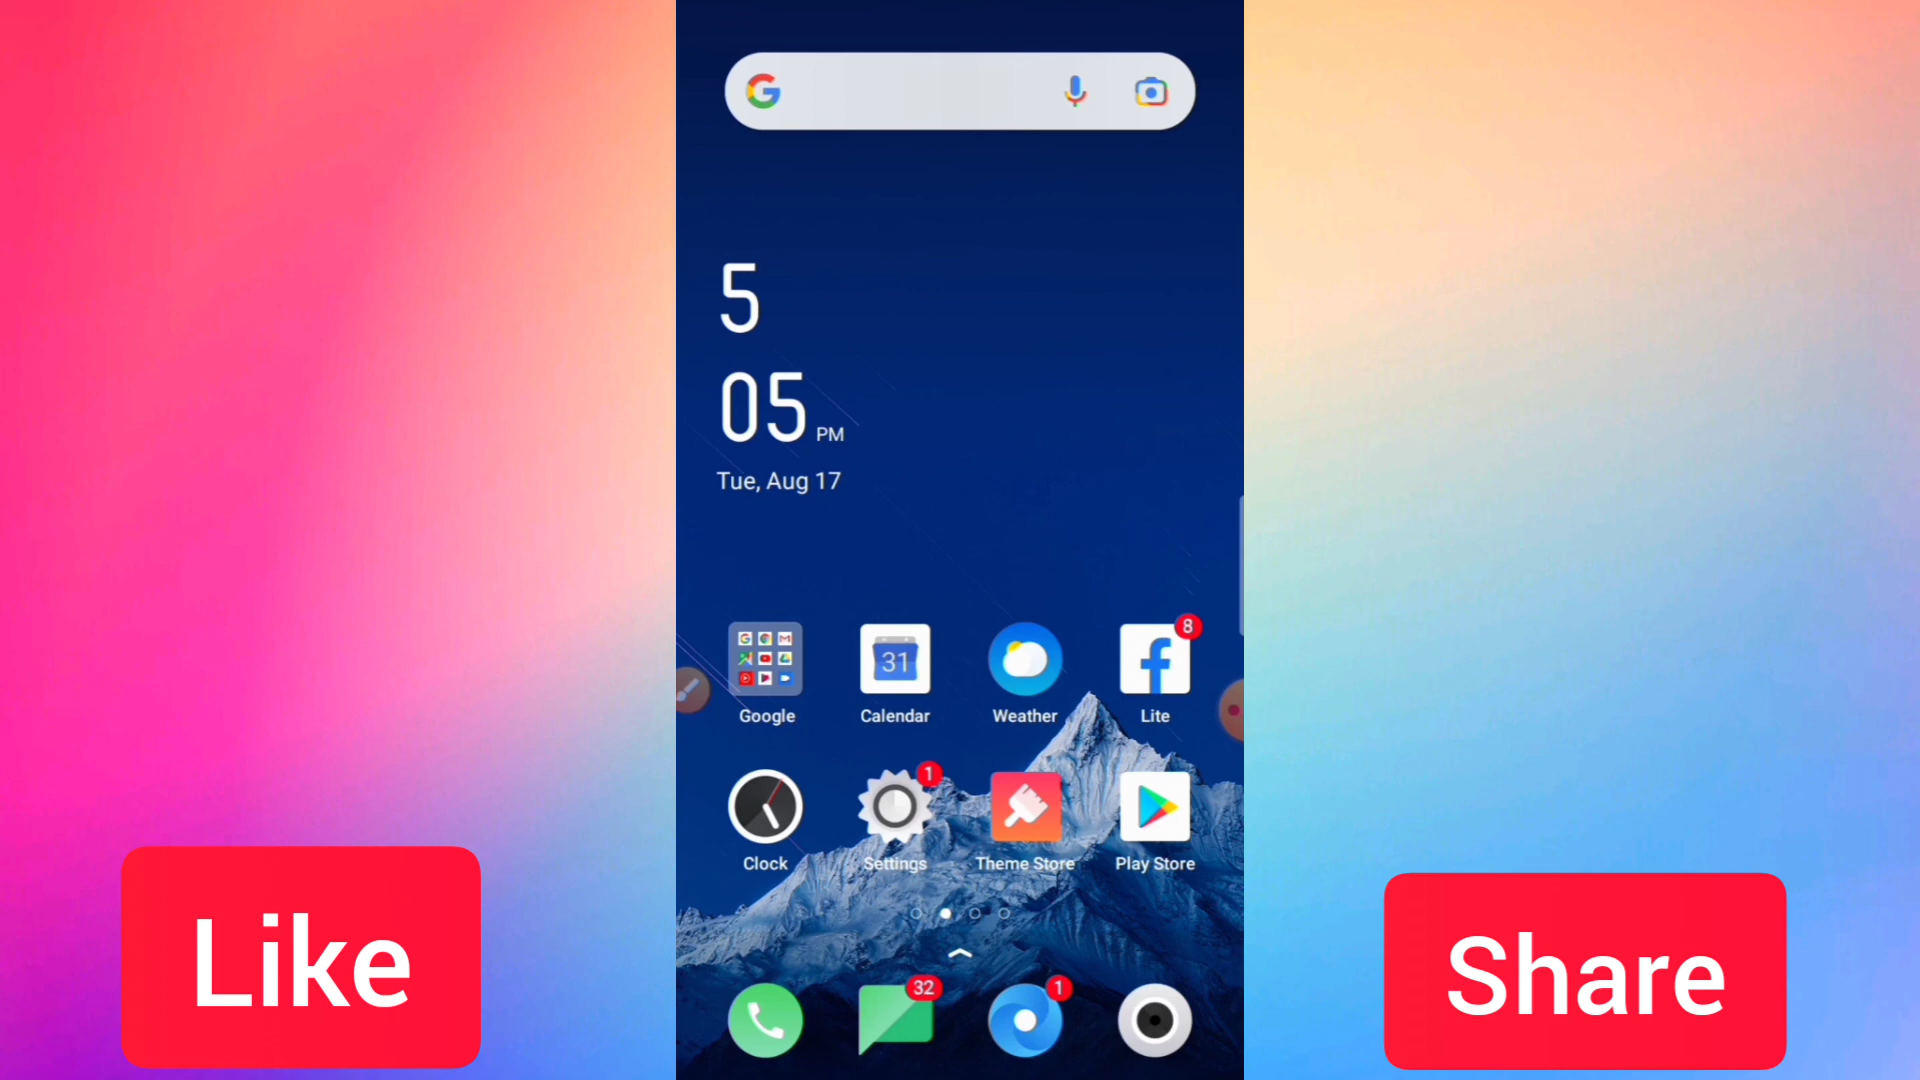 5
05 PM
Tue, Aug 17
8
31
Google Calendar Weather Lite
1
Clock Settings Theme Store Play Store
32 1
Like
Share